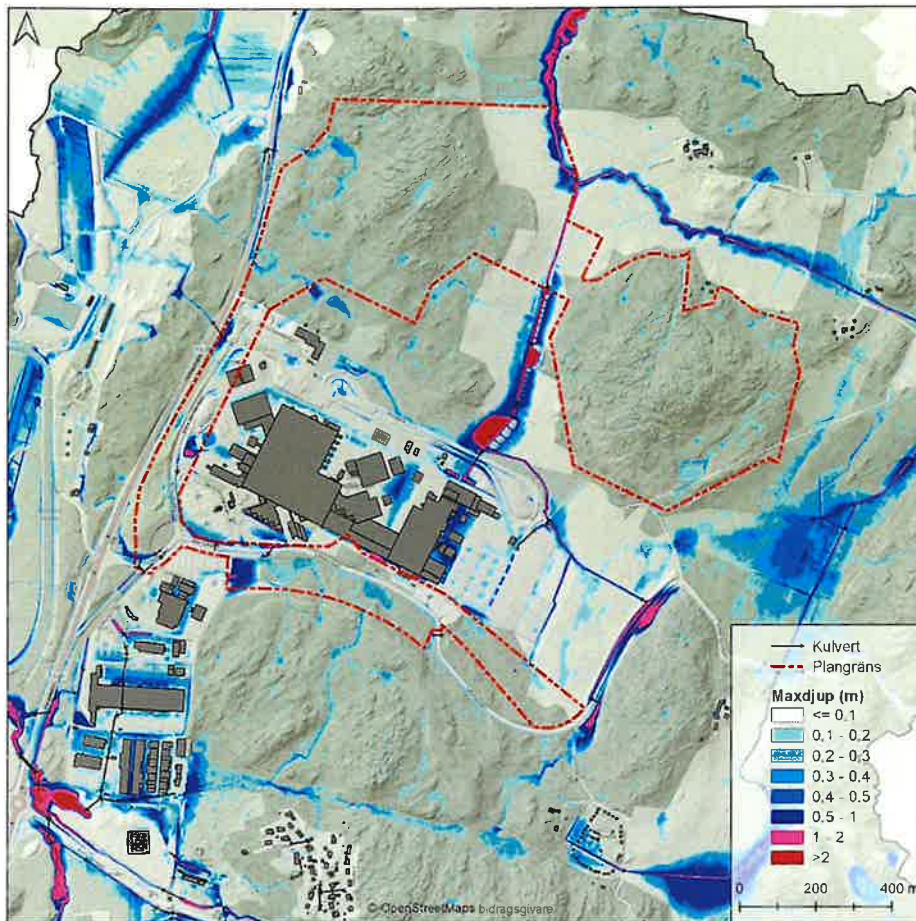 Kulvert
Plangräns
Maxdjup (m)
<= 0,1
0,1 - 0,2
0,2 - 0,3
0,3 - 0,4
0,4 - 0,5
0,5 - 1
1 - 2
>2
0 200 400 m
© OpenStreetMaps bidragsgivare